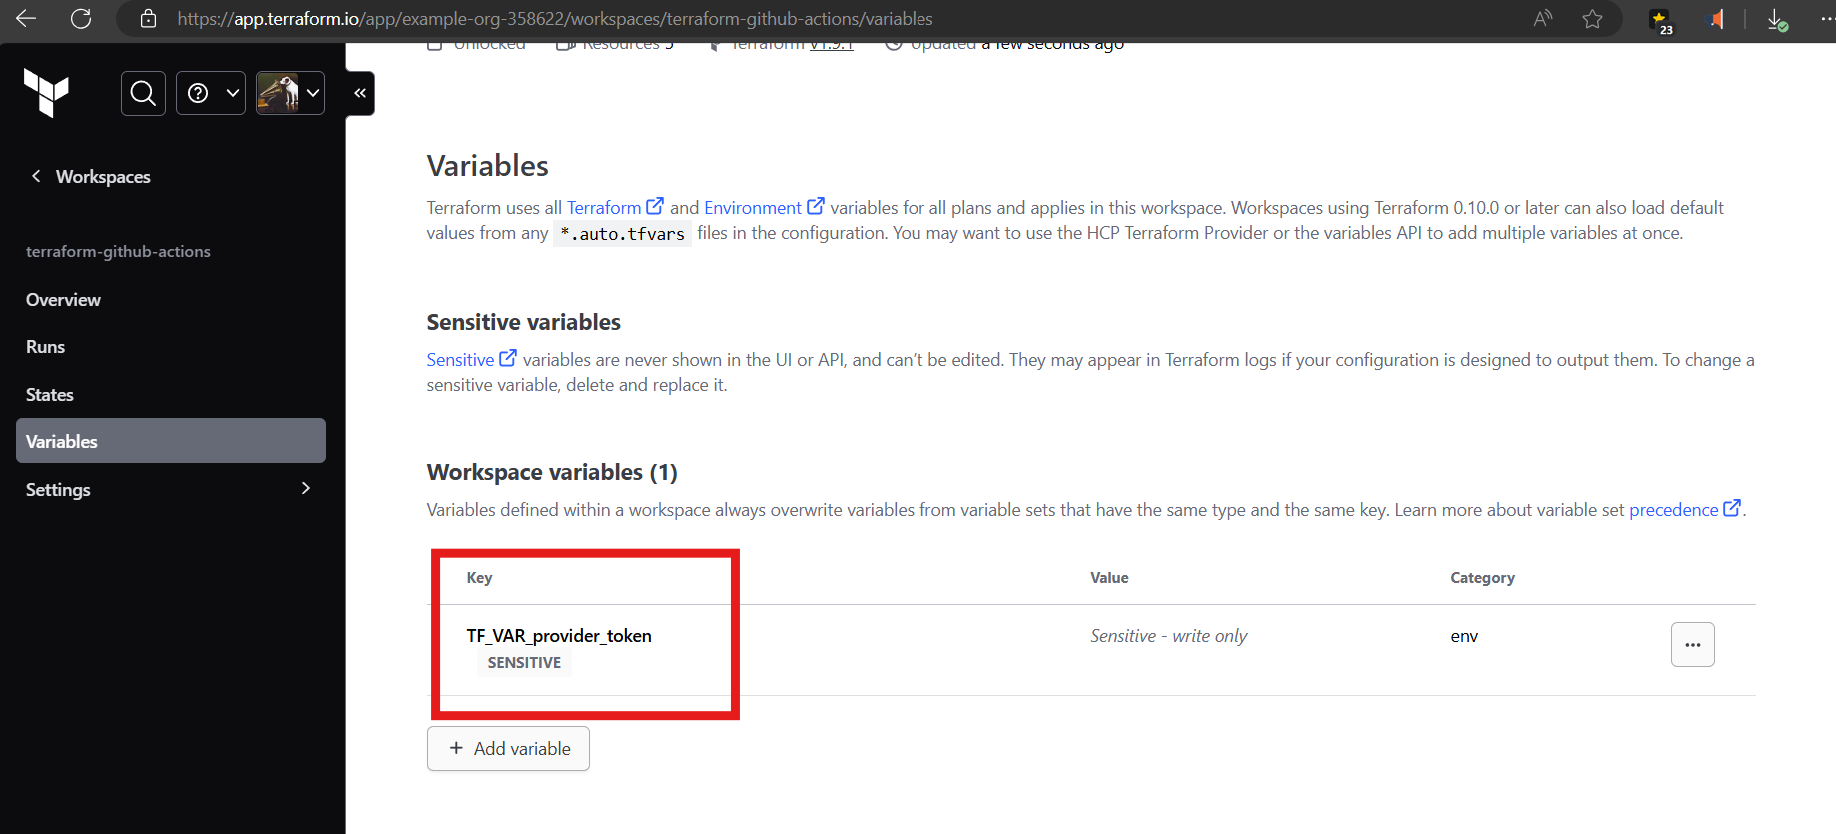 https://app.terraform.io/app/example-org-358622/workspaces/terraform-github-actions/variables
23
Unlocked Resources 5 Terraform v1.9.1 Updated a few seconds ago
Workspaces
terraform-github-actions
Overview
Runs
States
Variables
Settings
Variables
Terraform uses all Terraform and Environment variables for all plans and applies in this workspace. Workspaces using Terraform 0.10.0 or later can also load default
values from any *.auto.tfvars files in the configuration. You may want to use the HCP Terraform Provider or the variables API to add multiple variables at once.
Sensitive variables
Sensitive variables are never shown in the UI or API, and can’t be edited. They may appear in Terraform logs if your configuration is designed to output them. To change a
sensitive variable, delete and replace it.
Workspace variables (1)
Variables defined within a workspace always overwrite variables from variable sets that have the same type and the same key. Learn more about variable set precedence.
Key Value Category
TF_VAR_provider_token Sensitive - write only env
SENSITIVE
+ Add variable